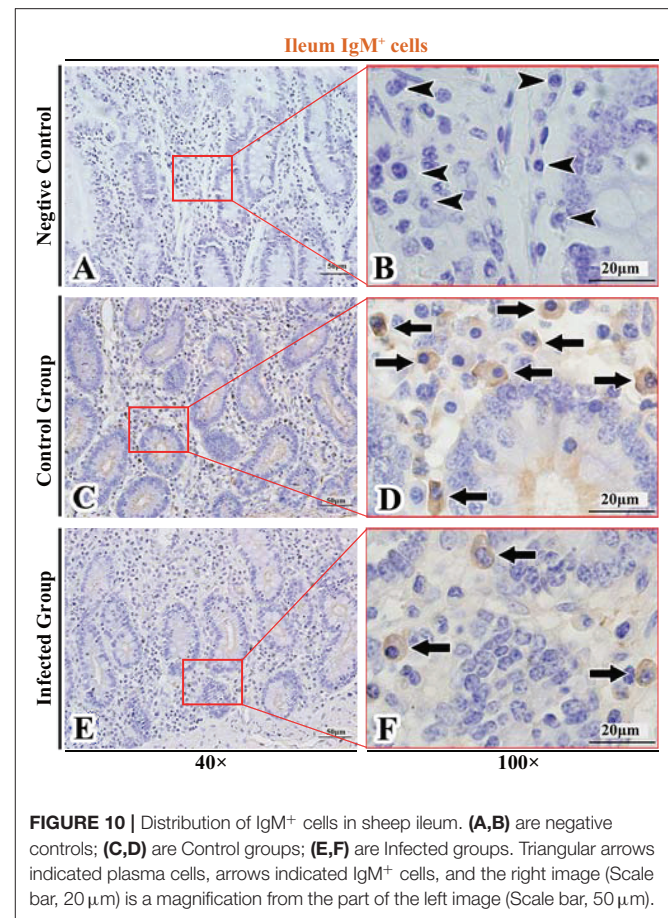 Ileum IgM⁺ cells
Negtive Control
A
50μm
B
20μm
Control Group
C
50μm
D
20μm
Infected Group
E
50μm
F
20μm
40×
100×
FIGURE 10 | Distribution of IgM⁺ cells in sheep ileum. (A,B) are negative
controls; (C,D) are Control groups; (E,F) are Infected groups. Triangular arrows
indicated plasma cells, arrows indicated IgM⁺ cells, and the right image (Scale
bar, 20 μm) is a magnification from the part of the left image (Scale bar, 50 μm).